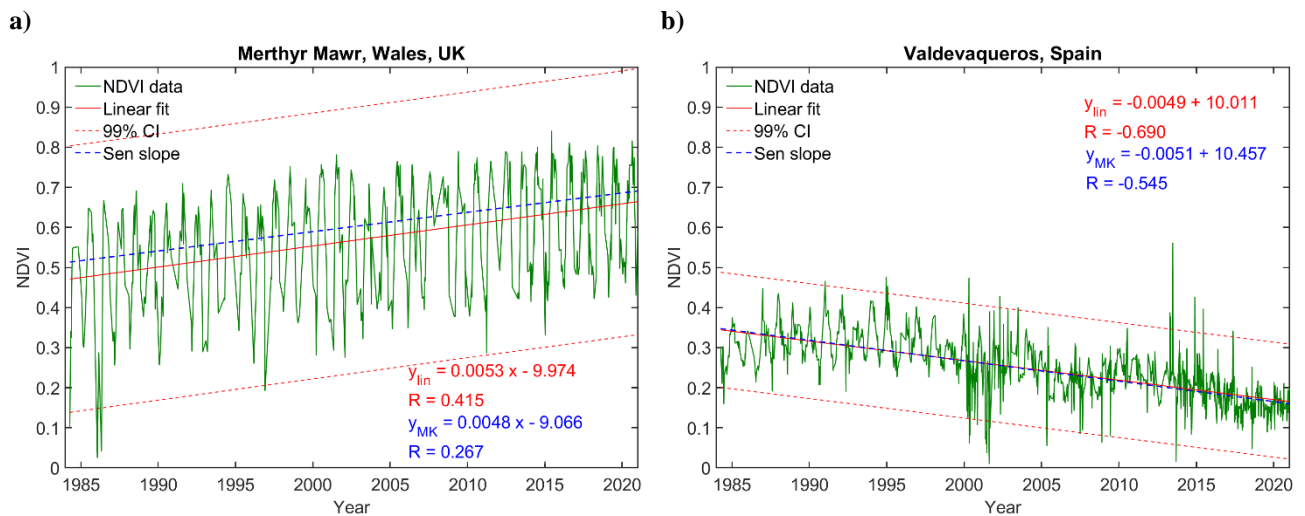 a)
Merthyr Mawr, Wales, UK
1
0.9
0.8
0.7
0.6
0.5
0.4
0.3
0.2
0.1
0
NDVI
NDVI data
Linear fit
99% CI
Sen slope
y_lin = 0.0053 x - 9.974
R = 0.415
y_MK = 0.0048 x - 9.066
R = 0.267
1985 1990 1995 2000 2005 2010 2015 2020
Year
b)
Valdevaqueros, Spain
1
0.9
0.8
0.7
0.6
0.5
0.4
0.3
0.2
0.1
0
NDVI
NDVI data
Linear fit
99% CI
Sen slope
y_lin = -0.0049 + 10.011
R = -0.690
y_MK = -0.0051 + 10.457
R = -0.545
1985 1990 1995 2000 2005 2010 2015 2020
Year